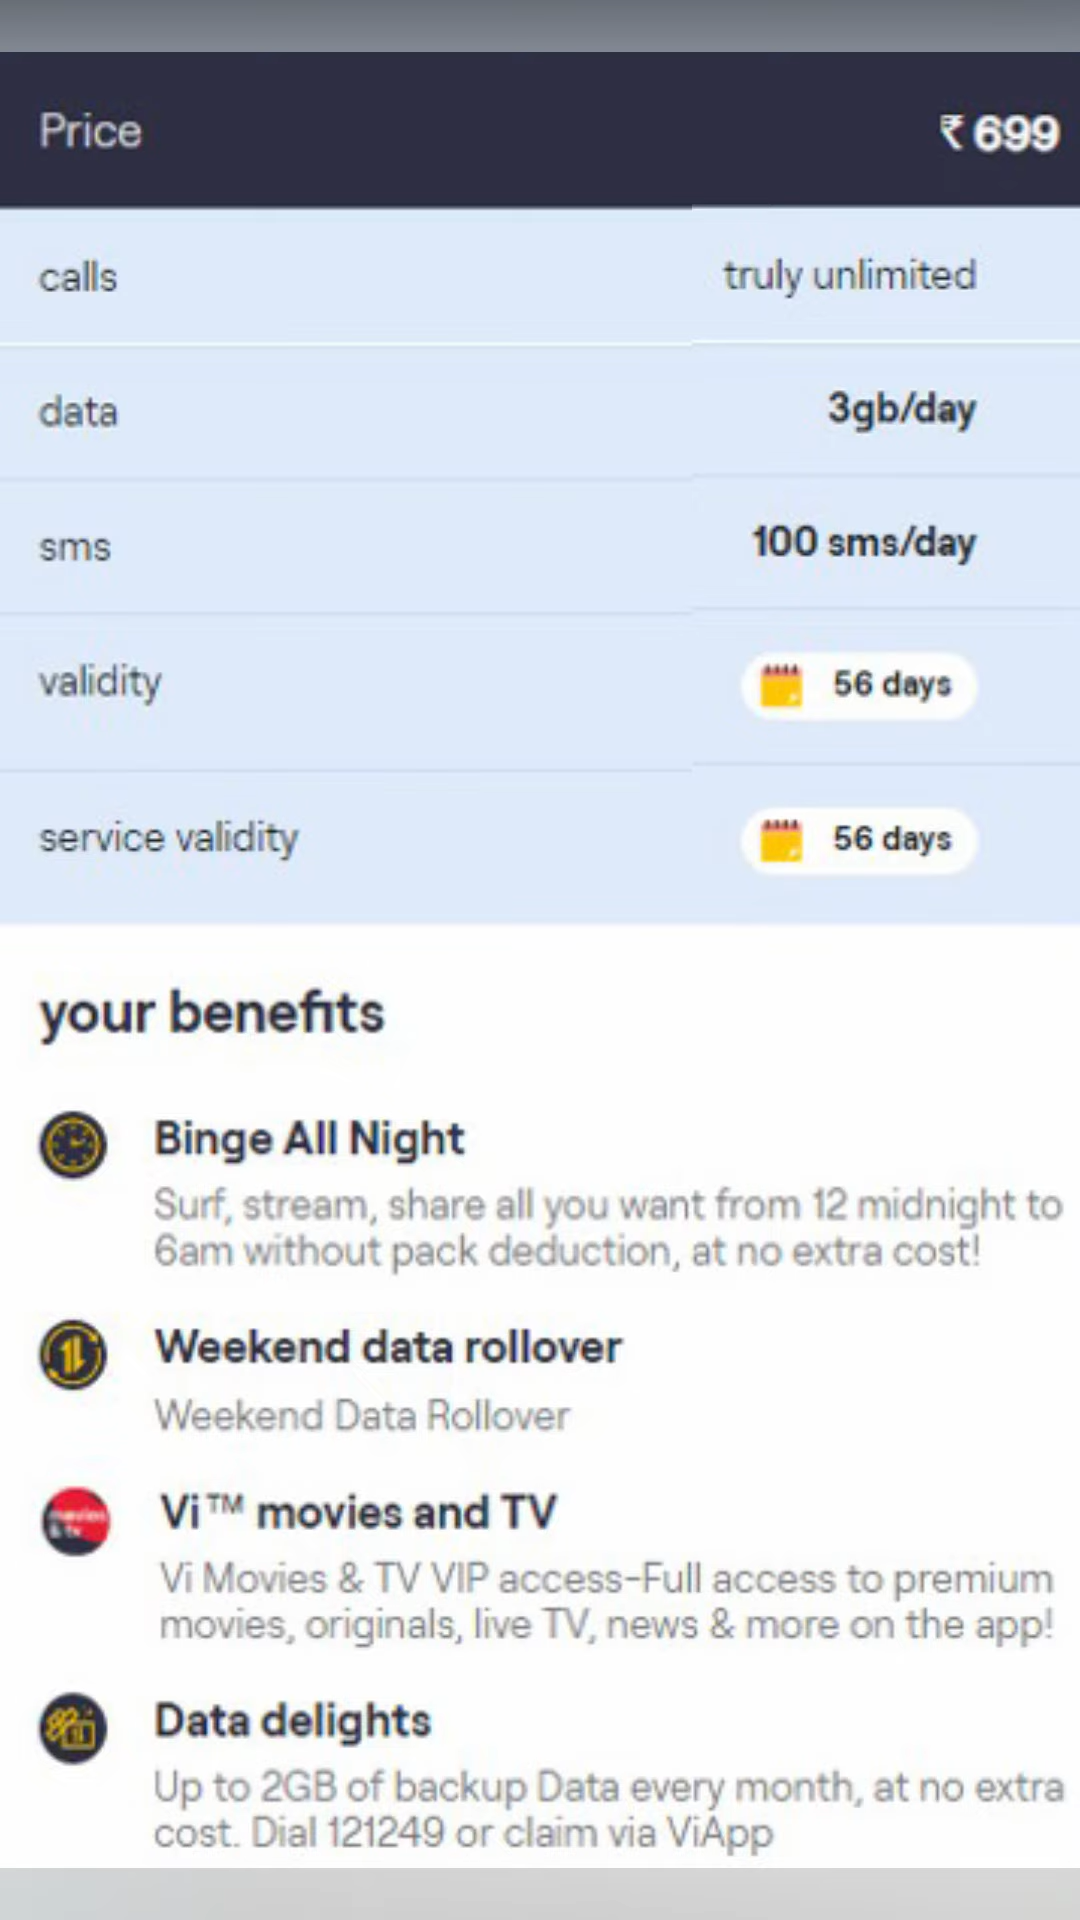 Price ₹ 699
calls truly unlimited
data 3gb/day
sms 100 sms/day
validity 56 days
service validity 56 days
your benefits
Binge All Night
Surf, stream, share all you want from 12 midnight to
6am without pack deduction, at no extra cost!
Weekend data rollover
Weekend Data Rollover
movies
& tv
Vi™ movies and TV
Vi Movies & TV VIP access-Full access to premium
movies, originals, live TV, news & more on the app!
Data delights
Up to 2GB of backup Data every month, at no extra
cost. Dial 121249 or claim via ViApp